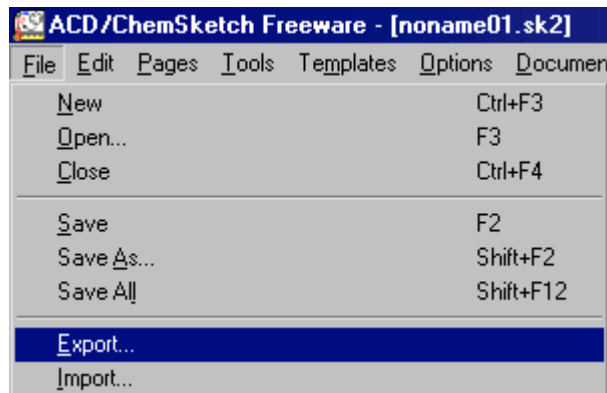 ACD/ChemSketch Freeware - [noname01.sk2]
File Edit Pages Tools Templates Options Documen
New Ctrl+F3
Open... F3
Close Ctrl+F4
Save F2
Save As... Shift+F2
Save All Shift+F12
Export...
Import...